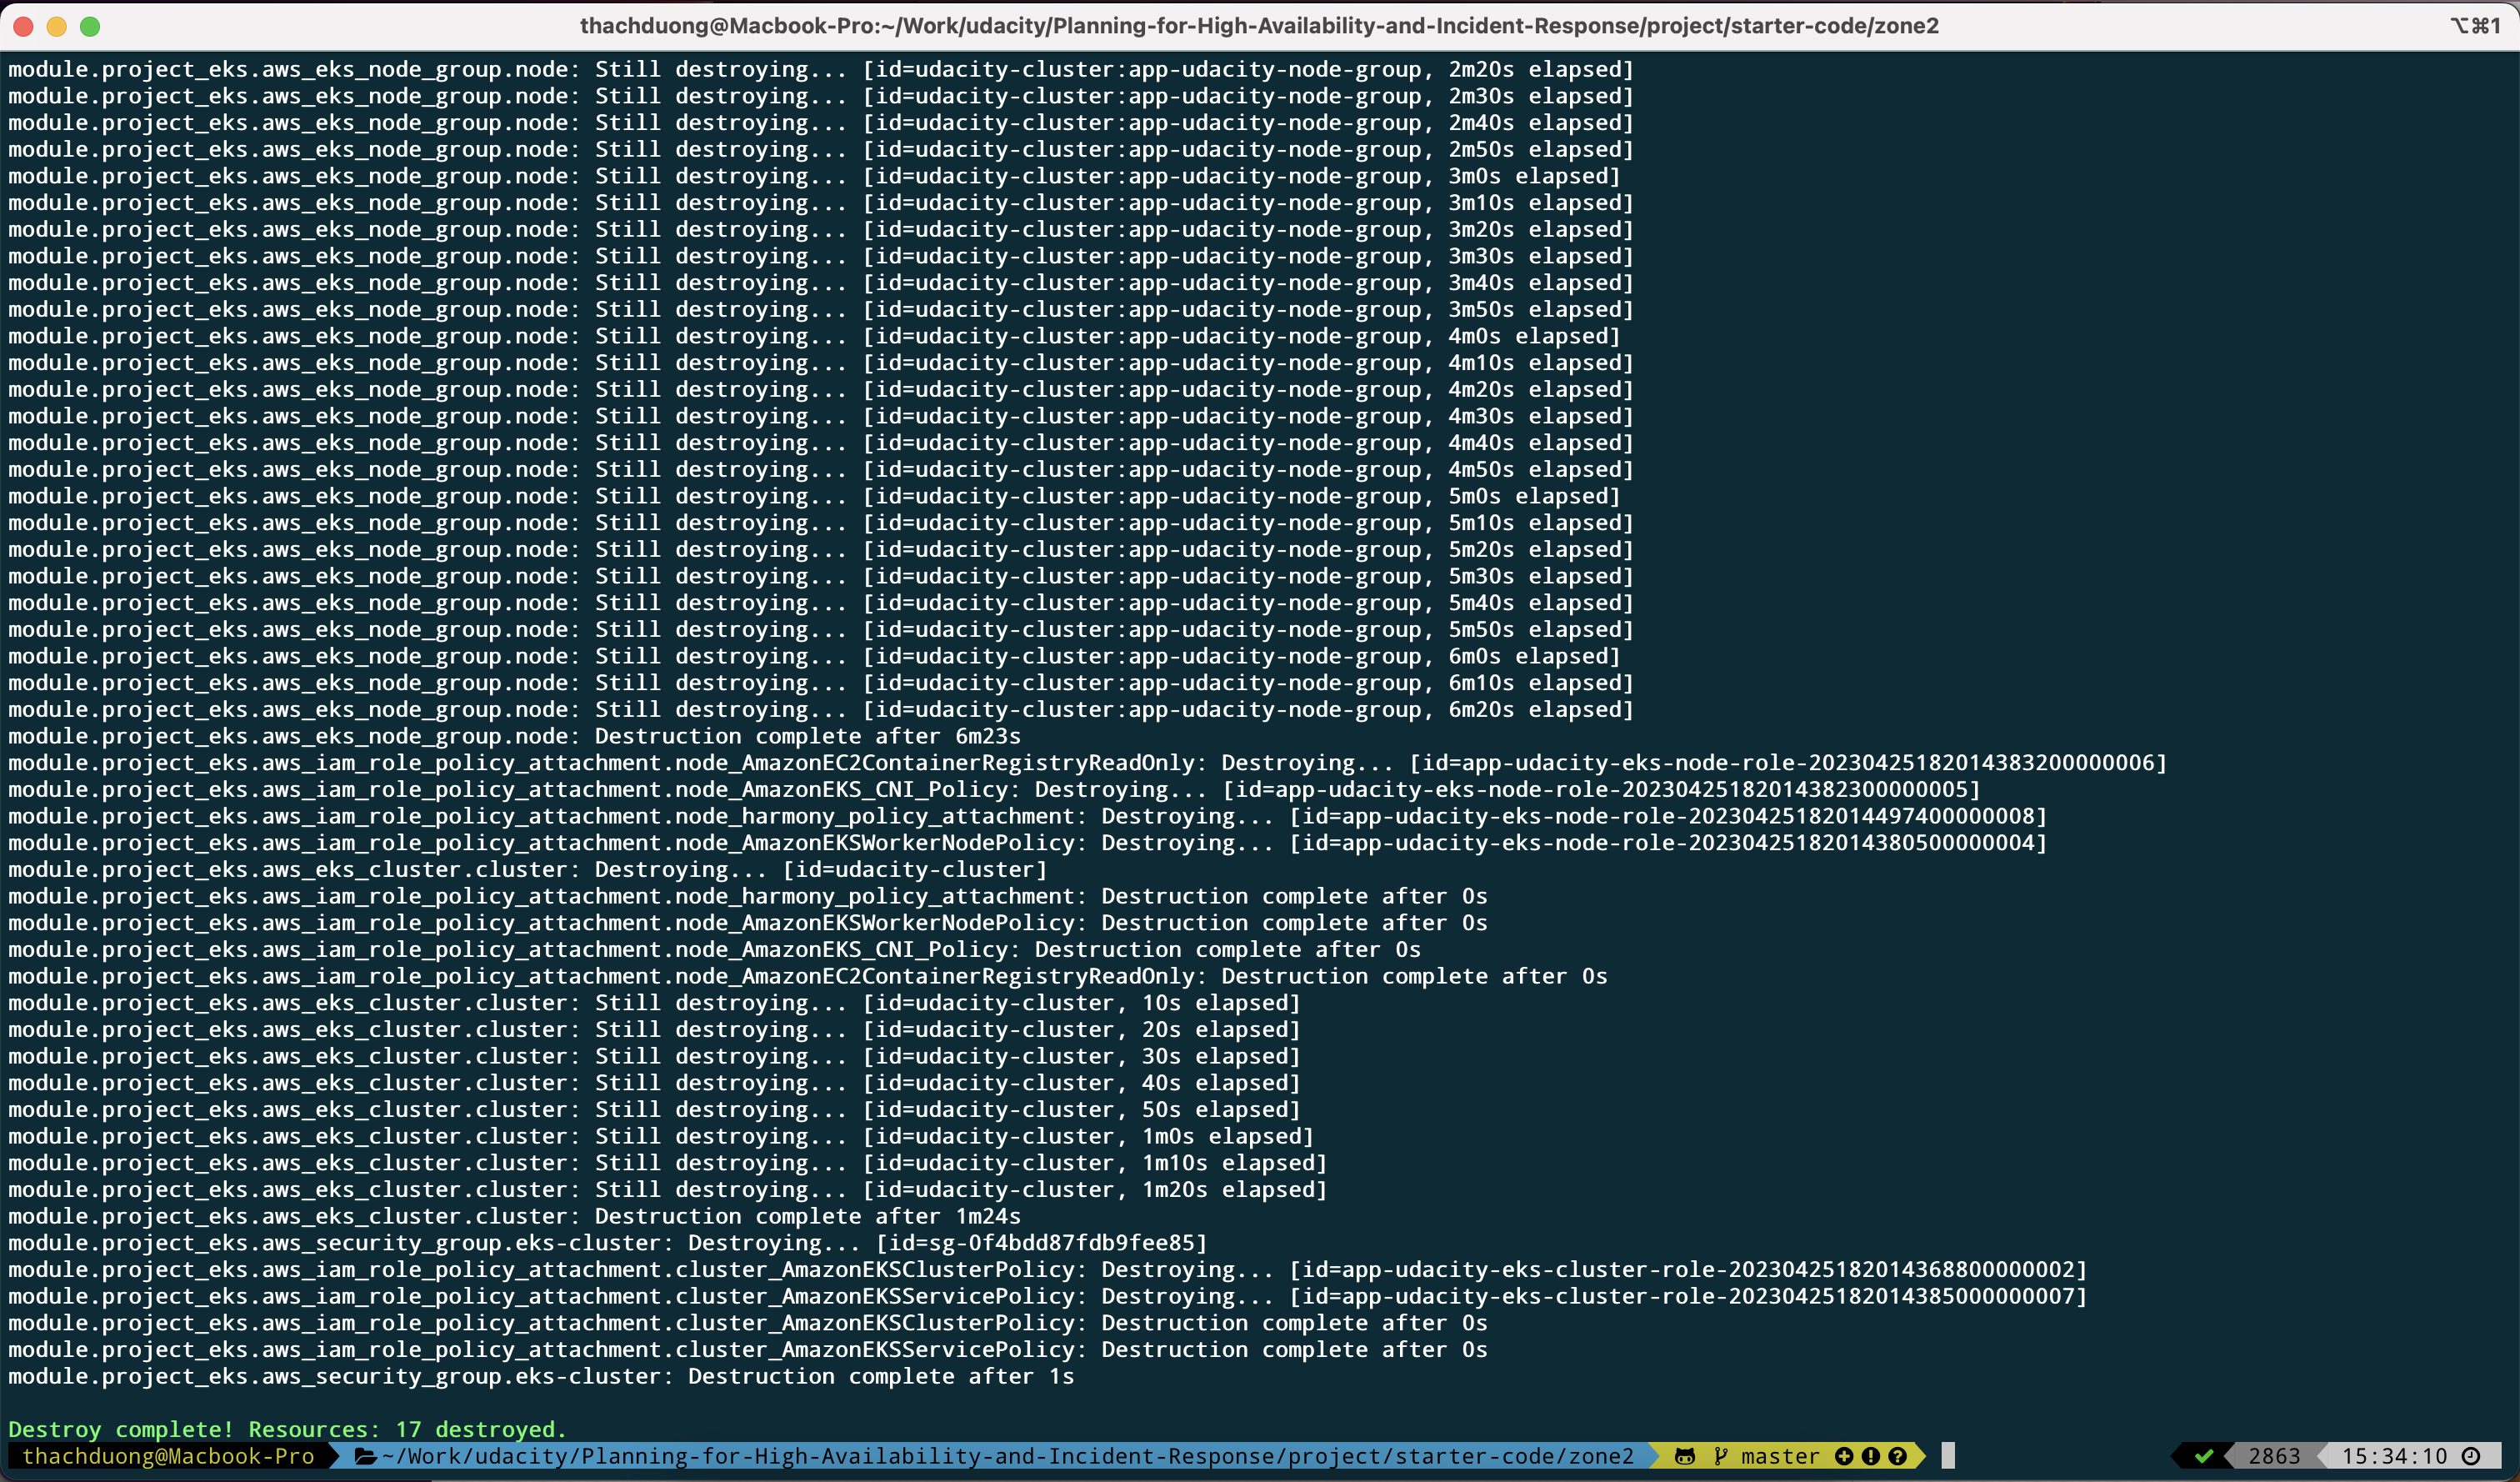 thachduong@Macbook-Pro:~/Work/udacity/Planning-for-High-Availability-and-Incident-Response/project/starter-code/zone2 ⌥⌘1
module.project_eks.aws_eks_node_group.node: Still destroying... [id=udacity-cluster:app-udacity-node-group, 2m20s elapsed]
module.project_eks.aws_eks_node_group.node: Still destroying... [id=udacity-cluster:app-udacity-node-group, 2m30s elapsed]
module.project_eks.aws_eks_node_group.node: Still destroying... [id=udacity-cluster:app-udacity-node-group, 2m40s elapsed]
module.project_eks.aws_eks_node_group.node: Still destroying... [id=udacity-cluster:app-udacity-node-group, 2m50s elapsed]
module.project_eks.aws_eks_node_group.node: Still destroying... [id=udacity-cluster:app-udacity-node-group, 3m0s elapsed]
module.project_eks.aws_eks_node_group.node: Still destroying... [id=udacity-cluster:app-udacity-node-group, 3m10s elapsed]
module.project_eks.aws_eks_node_group.node: Still destroying... [id=udacity-cluster:app-udacity-node-group, 3m20s elapsed]
module.project_eks.aws_eks_node_group.node: Still destroying... [id=udacity-cluster:app-udacity-node-group, 3m30s elapsed]
module.project_eks.aws_eks_node_group.node: Still destroying... [id=udacity-cluster:app-udacity-node-group, 3m40s elapsed]
module.project_eks.aws_eks_node_group.node: Still destroying... [id=udacity-cluster:app-udacity-node-group, 3m50s elapsed]
module.project_eks.aws_eks_node_group.node: Still destroying... [id=udacity-cluster:app-udacity-node-group, 4m0s elapsed]
module.project_eks.aws_eks_node_group.node: Still destroying... [id=udacity-cluster:app-udacity-node-group, 4m10s elapsed]
module.project_eks.aws_eks_node_group.node: Still destroying... [id=udacity-cluster:app-udacity-node-group, 4m20s elapsed]
module.project_eks.aws_eks_node_group.node: Still destroying... [id=udacity-cluster:app-udacity-node-group, 4m30s elapsed]
module.project_eks.aws_eks_node_group.node: Still destroying... [id=udacity-cluster:app-udacity-node-group, 4m40s elapsed]
module.project_eks.aws_eks_node_group.node: Still destroying... [id=udacity-cluster:app-udacity-node-group, 4m50s elapsed]
module.project_eks.aws_eks_node_group.node: Still destroying... [id=udacity-cluster:app-udacity-node-group, 5m0s elapsed]
module.project_eks.aws_eks_node_group.node: Still destroying... [id=udacity-cluster:app-udacity-node-group, 5m10s elapsed]
module.project_eks.aws_eks_node_group.node: Still destroying... [id=udacity-cluster:app-udacity-node-group, 5m20s elapsed]
module.project_eks.aws_eks_node_group.node: Still destroying... [id=udacity-cluster:app-udacity-node-group, 5m30s elapsed]
module.project_eks.aws_eks_node_group.node: Still destroying... [id=udacity-cluster:app-udacity-node-group, 5m40s elapsed]
module.project_eks.aws_eks_node_group.node: Still destroying... [id=udacity-cluster:app-udacity-node-group, 5m50s elapsed]
module.project_eks.aws_eks_node_group.node: Still destroying... [id=udacity-cluster:app-udacity-node-group, 6m0s elapsed]
module.project_eks.aws_eks_node_group.node: Still destroying... [id=udacity-cluster:app-udacity-node-group, 6m10s elapsed]
module.project_eks.aws_eks_node_group.node: Still destroying... [id=udacity-cluster:app-udacity-node-group, 6m20s elapsed]
module.project_eks.aws_eks_node_group.node: Destruction complete after 6m23s
module.project_eks.aws_iam_role_policy_attachment.node_AmazonEC2ContainerRegistryReadOnly: Destroying... [id=app-udacity-eks-node-role-20230425182014383200000006]
module.project_eks.aws_iam_role_policy_attachment.node_AmazonEKS_CNI_Policy: Destroying... [id=app-udacity-eks-node-role-20230425182014382300000005]
module.project_eks.aws_iam_role_policy_attachment.node_harmony_policy_attachment: Destroying... [id=app-udacity-eks-node-role-20230425182014497400000008]
module.project_eks.aws_iam_role_policy_attachment.node_AmazonEKSWorkerNodePolicy: Destroying... [id=app-udacity-eks-node-role-20230425182014380500000004]
module.project_eks.aws_eks_cluster.cluster: Destroying... [id=udacity-cluster]
module.project_eks.aws_iam_role_policy_attachment.node_harmony_policy_attachment: Destruction complete after 0s
module.project_eks.aws_iam_role_policy_attachment.node_AmazonEKSWorkerNodePolicy: Destruction complete after 0s
module.project_eks.aws_iam_role_policy_attachment.node_AmazonEKS_CNI_Policy: Destruction complete after 0s
module.project_eks.aws_iam_role_policy_attachment.node_AmazonEC2ContainerRegistryReadOnly: Destruction complete after 0s
module.project_eks.aws_eks_cluster.cluster: Still destroying... [id=udacity-cluster, 10s elapsed]
module.project_eks.aws_eks_cluster.cluster: Still destroying... [id=udacity-cluster, 20s elapsed]
module.project_eks.aws_eks_cluster.cluster: Still destroying... [id=udacity-cluster, 30s elapsed]
module.project_eks.aws_eks_cluster.cluster: Still destroying... [id=udacity-cluster, 40s elapsed]
module.project_eks.aws_eks_cluster.cluster: Still destroying... [id=udacity-cluster, 50s elapsed]
module.project_eks.aws_eks_cluster.cluster: Still destroying... [id=udacity-cluster, 1m0s elapsed]
module.project_eks.aws_eks_cluster.cluster: Still destroying... [id=udacity-cluster, 1m10s elapsed]
module.project_eks.aws_eks_cluster.cluster: Still destroying... [id=udacity-cluster, 1m20s elapsed]
module.project_eks.aws_eks_cluster.cluster: Destruction complete after 1m24s
module.project_eks.aws_security_group.eks-cluster: Destroying... [id=sg-0f4bdd87fdb9fee85]
module.project_eks.aws_iam_role_policy_attachment.cluster_AmazonEKSClusterPolicy: Destroying... [id=app-udacity-eks-cluster-role-20230425182014368800000002]
module.project_eks.aws_iam_role_policy_attachment.cluster_AmazonEKSServicePolicy: Destroying... [id=app-udacity-eks-cluster-role-20230425182014385000000007]
module.project_eks.aws_iam_role_policy_attachment.cluster_AmazonEKSClusterPolicy: Destruction complete after 0s
module.project_eks.aws_iam_role_policy_attachment.cluster_AmazonEKSServicePolicy: Destruction complete after 0s
module.project_eks.aws_security_group.eks-cluster: Destruction complete after 1s
Destroy complete! Resources: 17 destroyed.
thachduong@Macbook-Pro ~/Work/udacity/Planning-for-High-Availability-and-Incident-Response/project/starter-code/zone2 master 2863 15:34:10